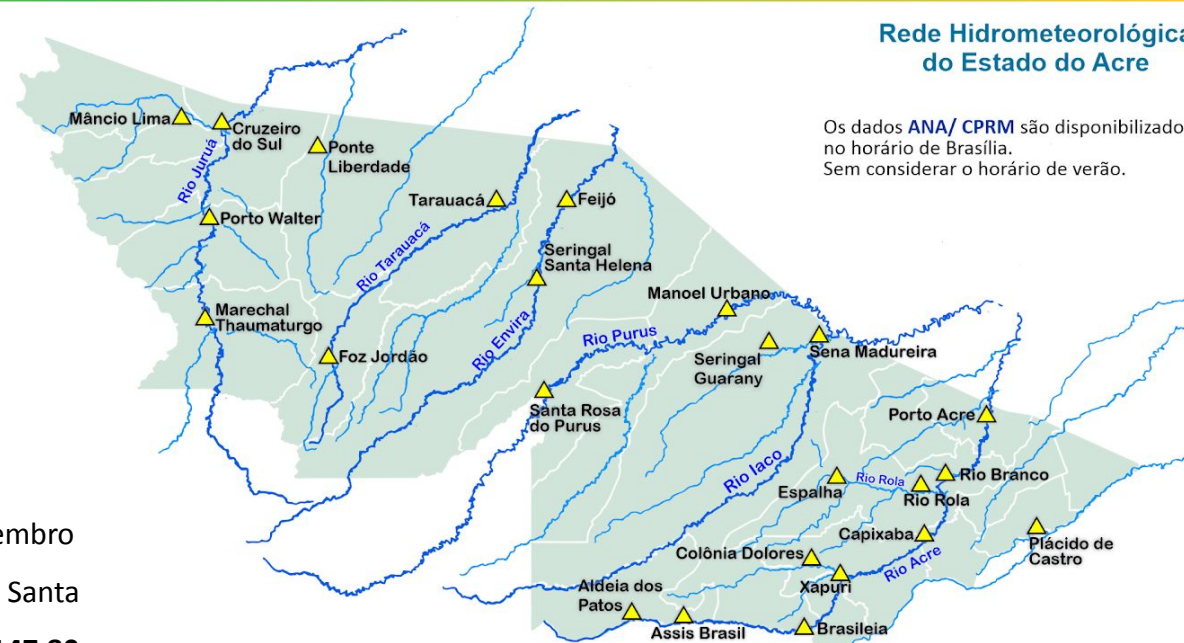 Rede Hidrometeorológica
do Estado do Acre
Os dados ANA/ CPRM são disponibilizado
no horário de Brasília.
Sem considerar o horário de verão.
Mâncio Lima
Cruzeiro
do Sul
Ponte
Liberdade
Rio Juruá
Tarauacá
Feijó
Porto Walter
Rio Tarauacá
Seringal
Santa Helena
Manoel Urbano
Marechal
Thaumaturgo
Rio Envira
Rio Purus
Foz Jordão
Seringal
Guarany
Sena Madureira
Santa Rosa
do Purus
Porto Acre
Rio Iaco
Espalha
Rio Rola
Rio Rola
Rio Branco
Capixaba
Plácido de
Castro
Colônia Dolores
Rio Acre
Xapuri
Aldeia dos
Patos
Assis Brasil
Brasileia
embro
Santa